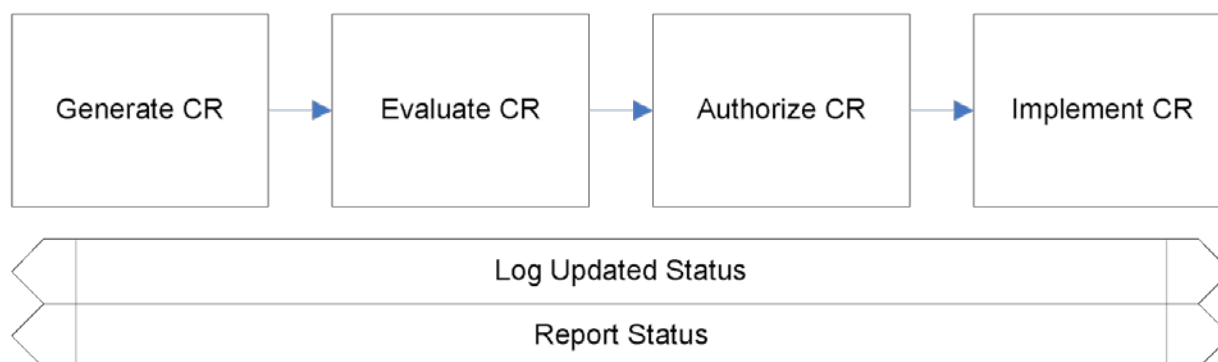 Generate CR
Evaluate CR
Authorize CR
Implement CR
Log Updated Status
Report Status